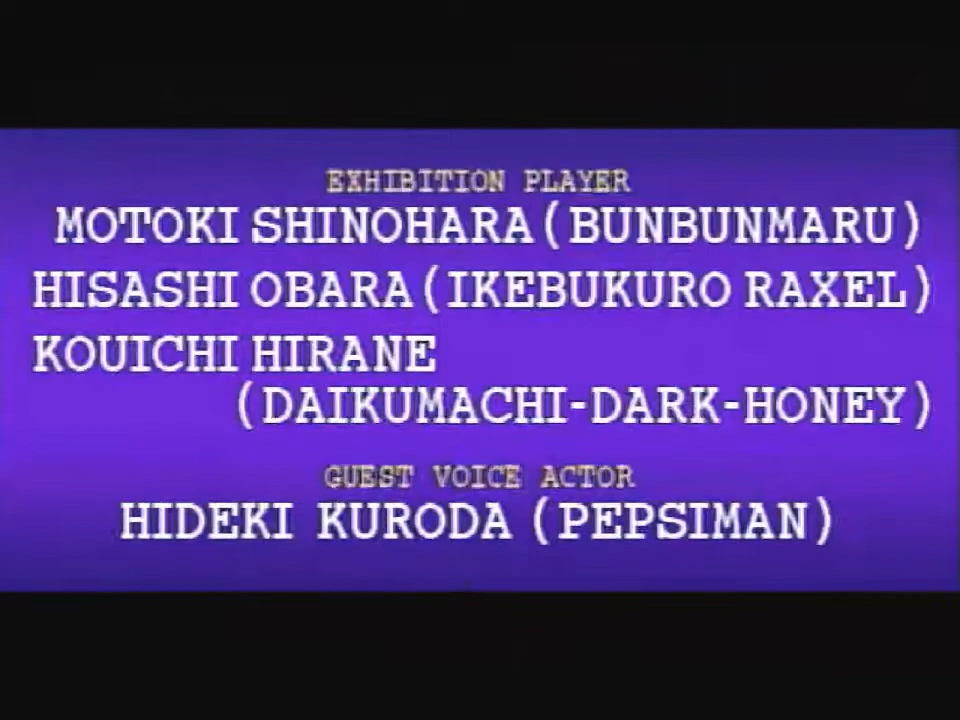 EXHIBITION PLAYER
MOTOKI SHINOHARA(BUNBUNMARU)
HISASHI OBARA(IKEBUKURO RAXEL)
KOUICHI HIRANE
(DAIKUMACHI-DARK-HONEY)
GUEST VOICE ACTOR
HIDEKI KURODA (PEPSIMAN)